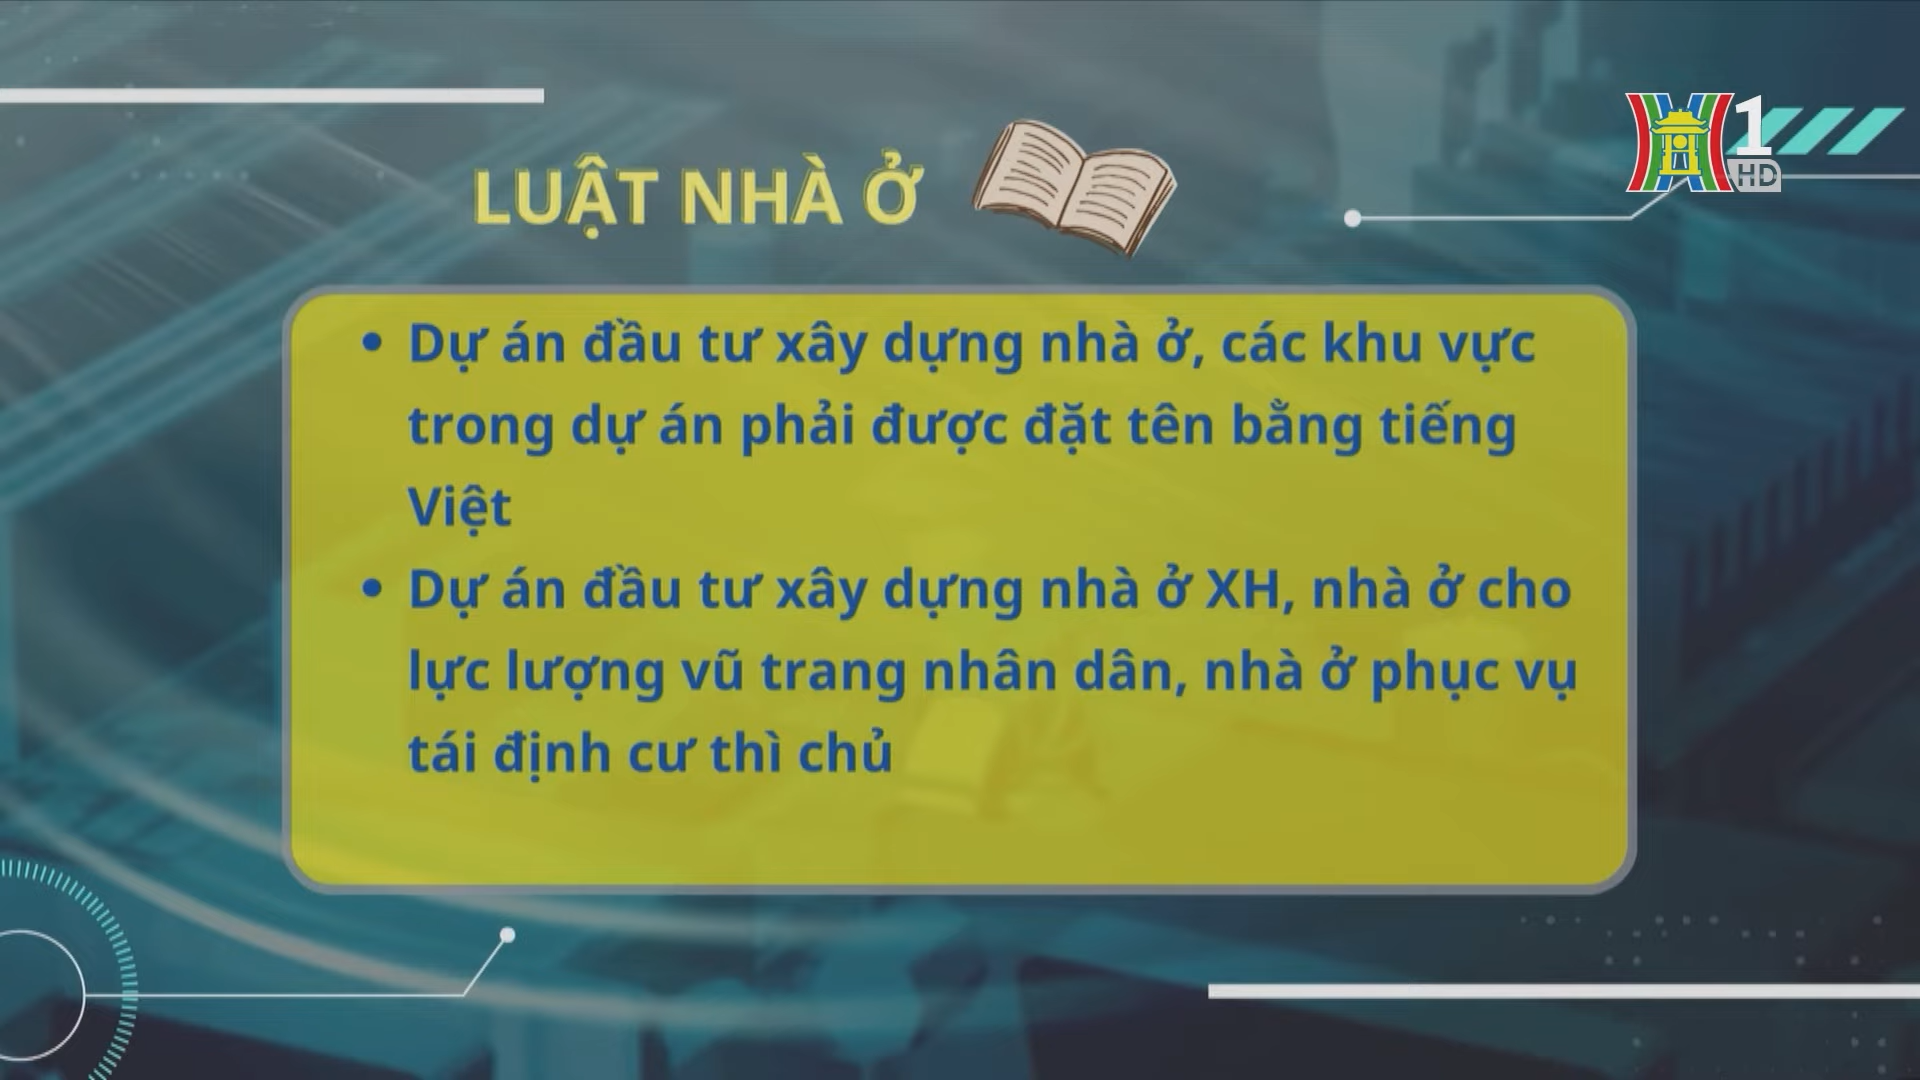 1
HD
LUẬT NHÀ Ở
• Dự án đầu tư xây dựng nhà ở, các khu vực
trong dự án phải được đặt tên bằng tiếng
Việt
• Dự án đầu tư xây dựng nhà ở XH, nhà ở cho
lực lượng vũ trang nhân dân, nhà ở phục vụ
tái định cư thì chủ